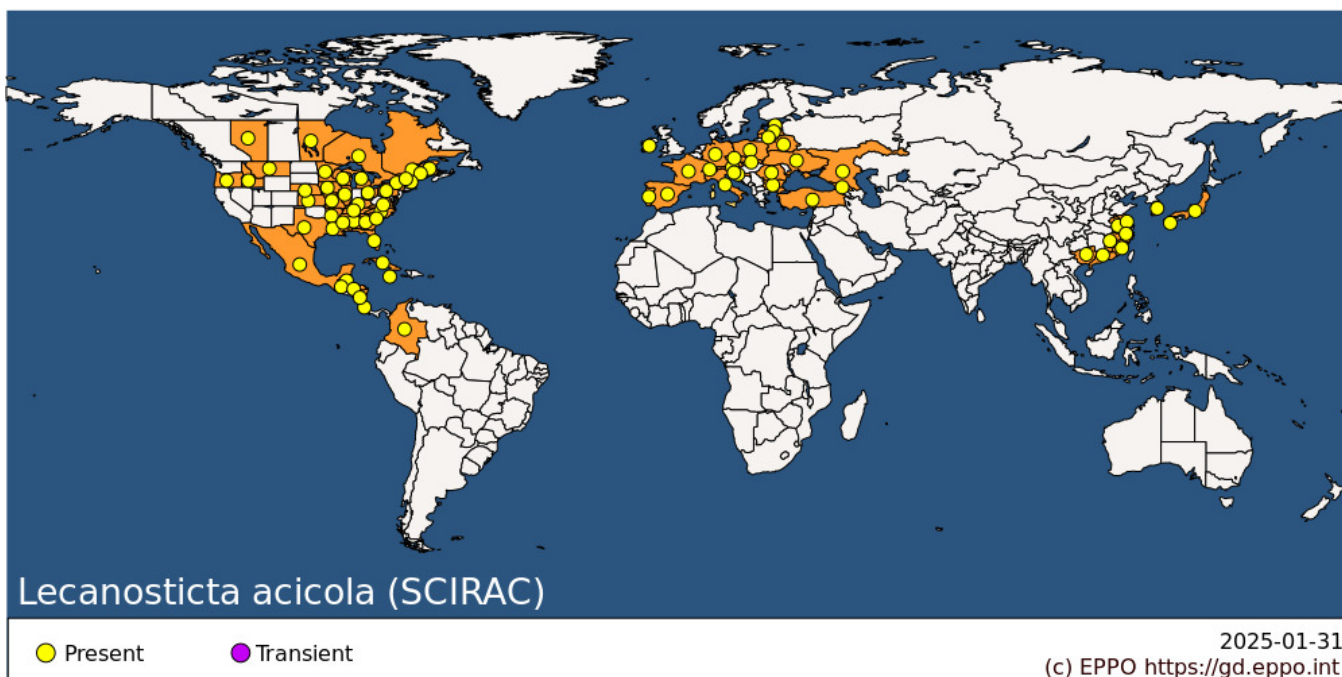 Lecanosticta acicola (SCIRAC)
Present
Transient
2025-01-31
(c) EPPO https://gd.eppo.int